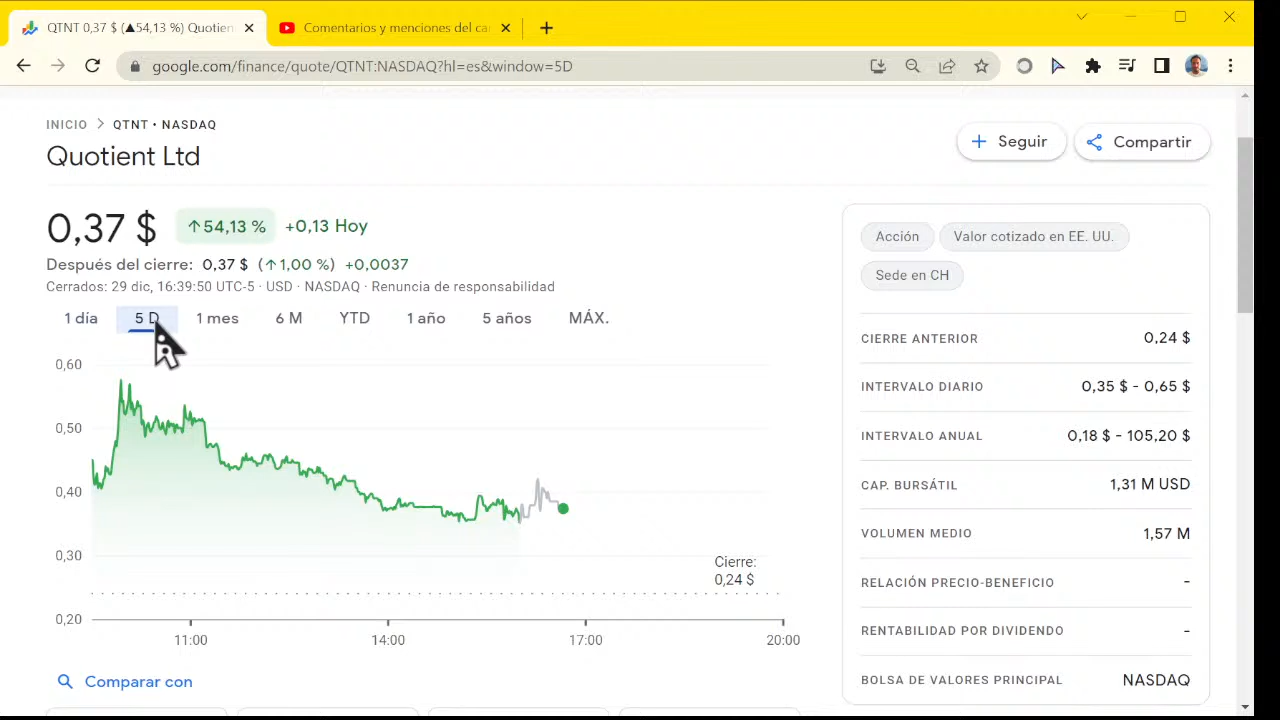 QTNT 0,37 $ (▲54,13 %) Quotien
Comentarios y menciones del ca
google.com/finance/quote/QTNT:NASDAQ?hl=es&window=5D
INICIO > QTNT • NASDAQ
Quotient Ltd
Seguir
Compartir
0,37 $ ↑54,13 % +0,13 Hoy
Después del cierre: 0,37 $ (↑1,00 %) +0,0037
Cerrados: 29 dic, 16:39:50 UTC-5 · USD · NASDAQ · Renuncia de responsabilidad
1 día 5 D 1 mes 6 M YTD 1 año 5 años MÁX.
0,60
0,50
0,40
0,30
0,20
Cierre:
0,24 $
11:00 14:00 17:00 20:00
Comparar con
Acción Valor cotizado en EE. UU.
Sede en CH
CIERRE ANTERIOR 0,24 $
INTERVALO DIARIO 0,35 $ - 0,65 $
INTERVALO ANUAL 0,18 $ - 105,20 $
CAP. BURSÁTIL 1,31 M USD
VOLUMEN MEDIO 1,57 M
RELACIÓN PRECIO-BENEFICIO -
RENTABILIDAD POR DIVIDENDO -
BOLSA DE VALORES PRINCIPAL NASDAQ